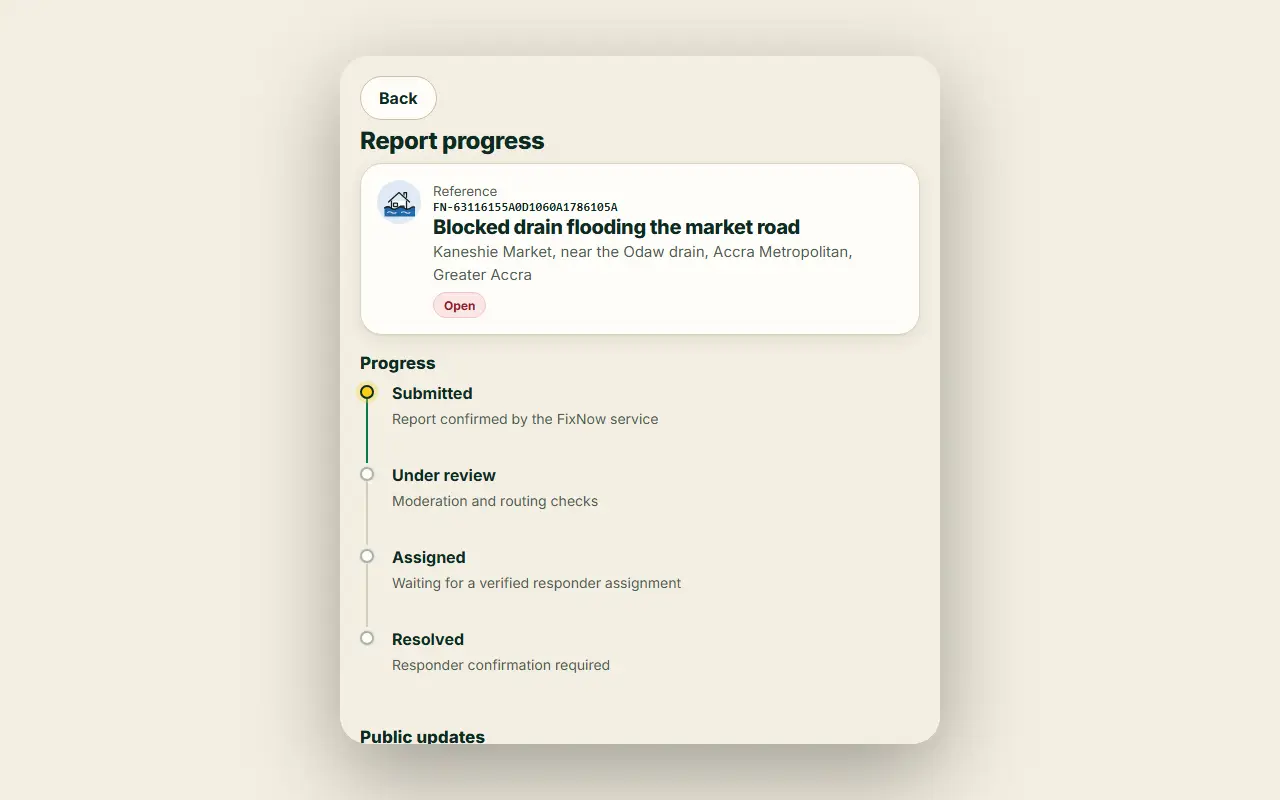 Back
Report progress
Reference
FN-63116155A0D1060A1786105A
Blocked drain flooding the market road
Kaneshie Market, near the Odaw drain, Accra Metropolitan,
Greater Accra
Open
Progress
Submitted
Report confirmed by the FixNow service
Under review
Moderation and routing checks
Assigned
Waiting for a verified responder assignment
Resolved
Responder confirmation required
Public updates